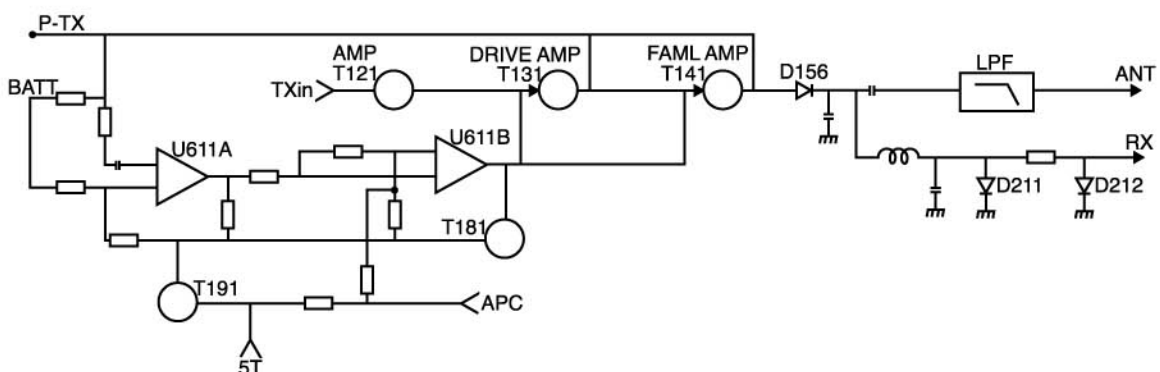 P-TX
AMP
T121
DRIVE AMP
T131
FAML AMP
T141
D156
LPF
ANT
BATT
TXin
U611A
U611B
RX
D211
D212
T181
T191
APC
5T